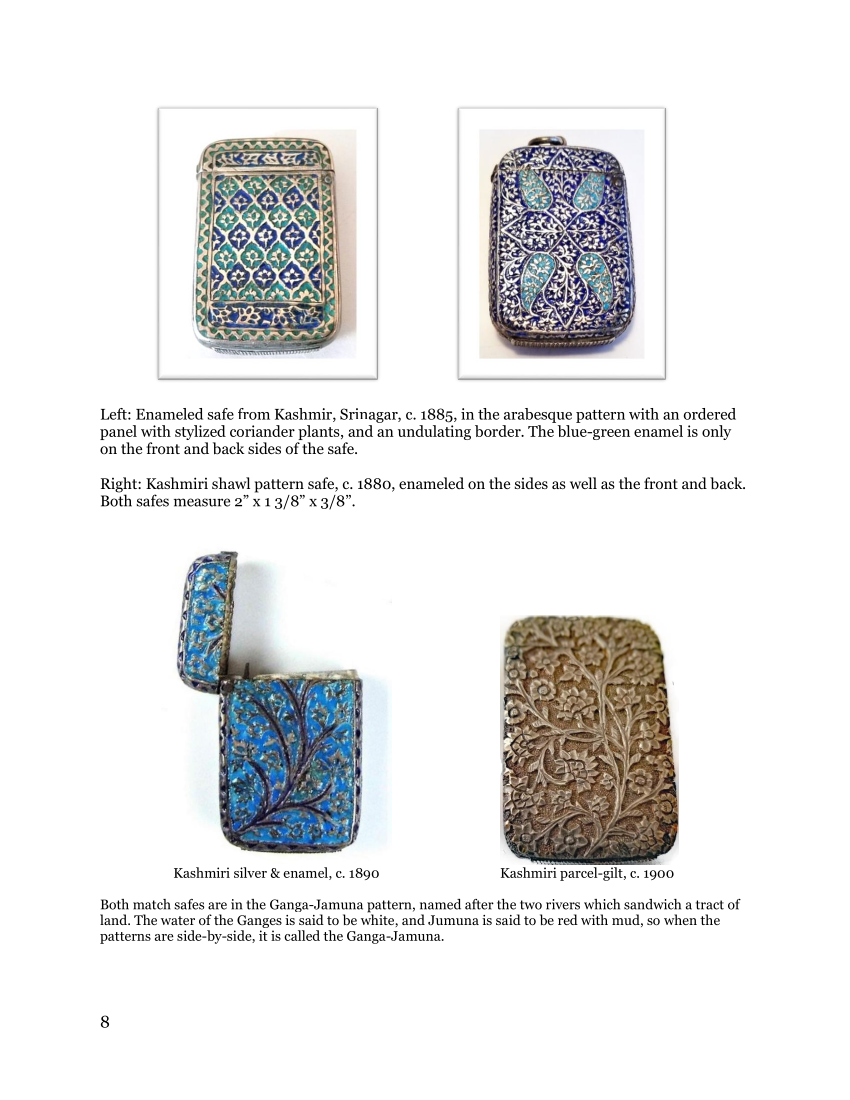 Left: Enameled safe from Kashmir, Srinagar, c. 1885, in the arabesque pattern with an ordered
panel with stylized coriander plants, and an undulating border. The blue-green enamel is only
on the front and back sides of the safe.
Right: Kashmiri shawl pattern safe, c. 1880, enameled on the sides as well as the front and back.
Both safes measure 2” x 1 3/8” x 3/8”.
Kashmiri silver & enamel, c. 1890
Kashmiri parcel-gilt, c. 1900
Both match safes are in the Ganga-Jamuna pattern, named after the two rivers which sandwich a tract of
land. The water of the Ganges is said to be white, and Jumuna is said to be red with mud, so when the
patterns are side-by-side, it is called the Ganga-Jamuna.
8